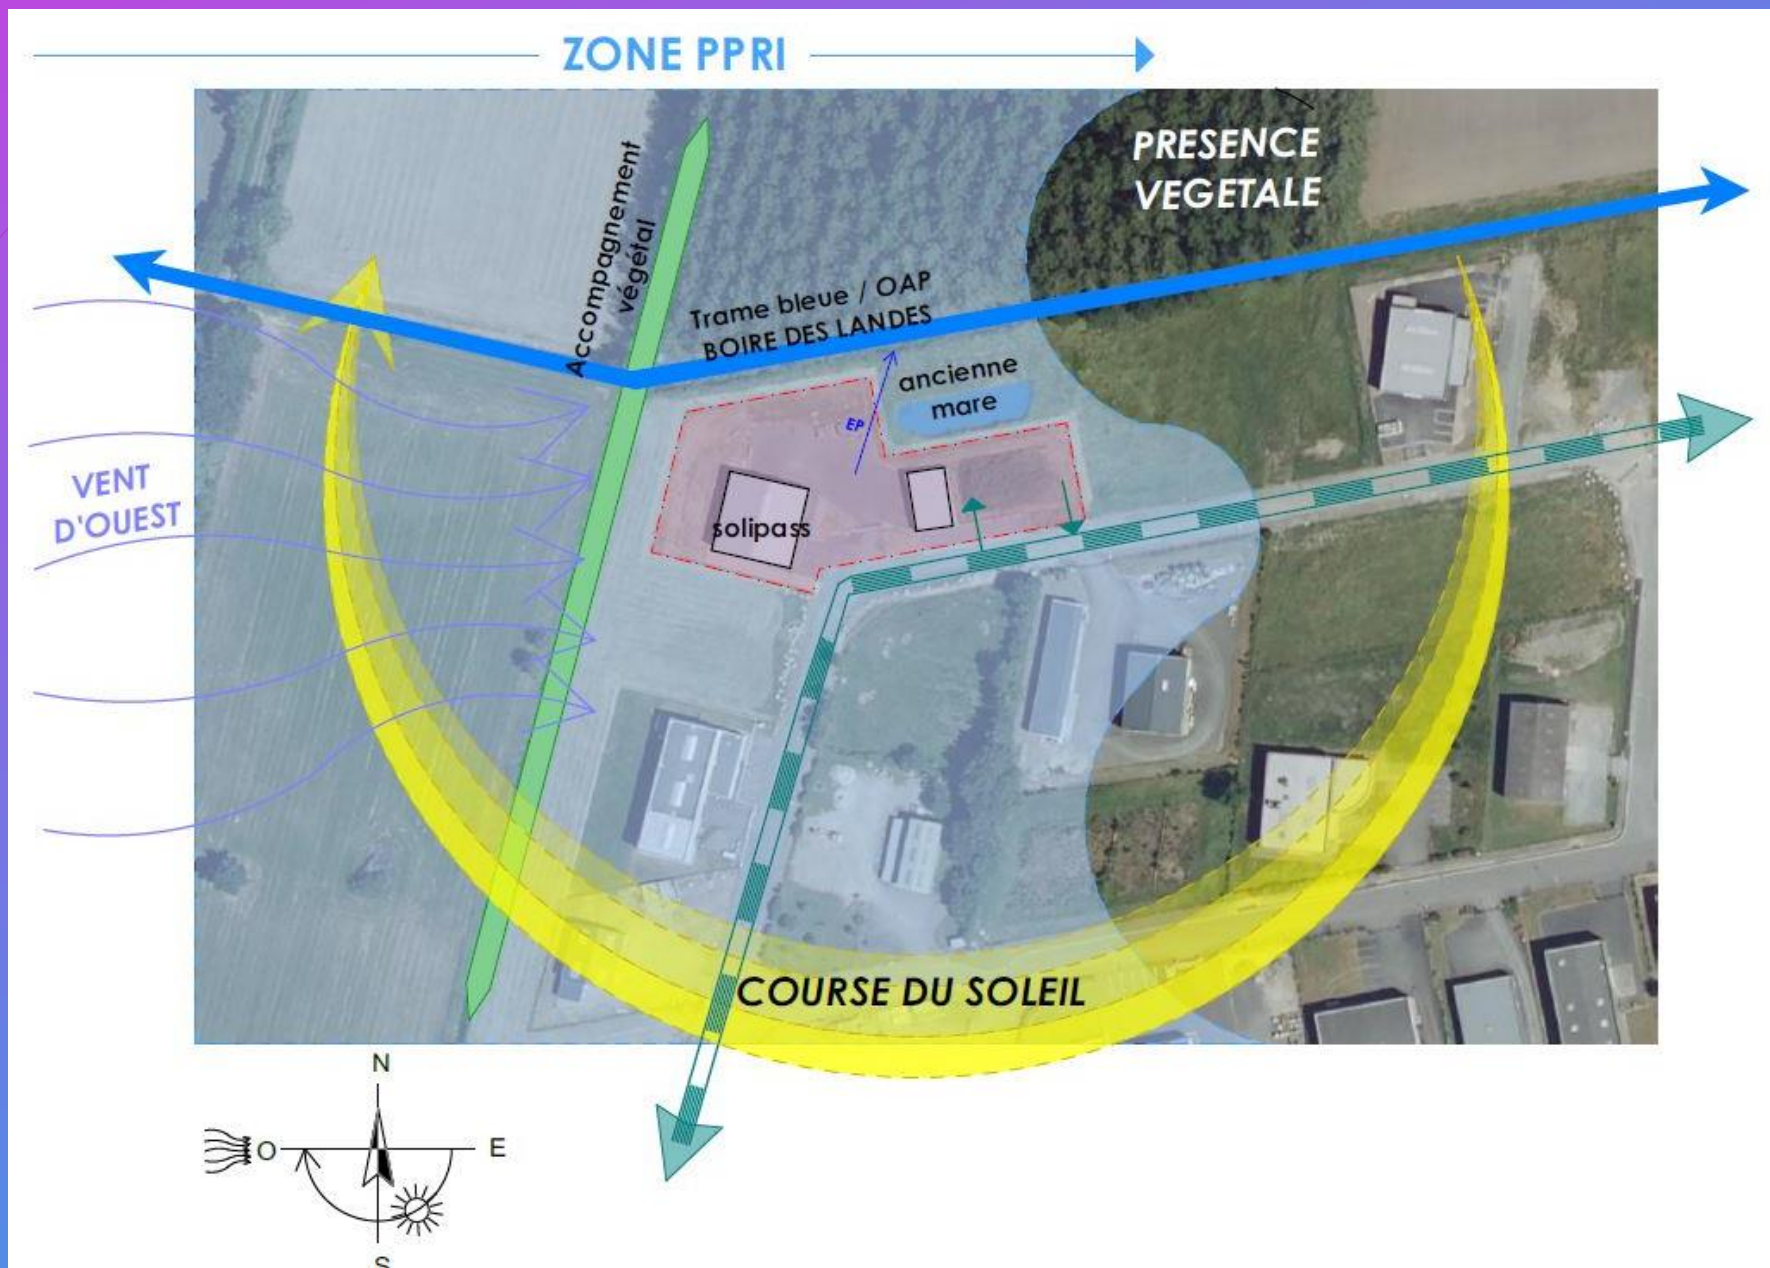 ZONE PPRI
PRESENCE
VEGETALE
Accompagnement
végétal
Trame bleue / OAP
BOIRE DES LANDES
ancienne
mare
EP
VENT
D'OUEST
solipass
COURSE DU SOLEIL
N
O
E
S